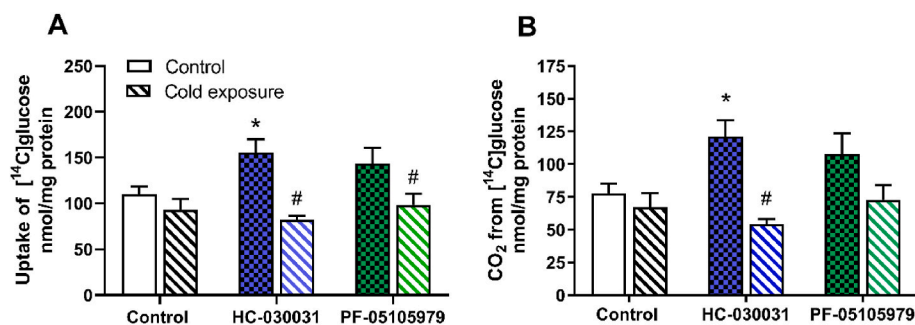 A
Uptake of [¹⁴C]glucose
nmol/mg protein
250
200
150
100
50
0
Control
Cold exposure
*
#
#
Control
HC-030031
PF-05105979
B
CO₂ from [¹⁴C]glucose
nmol/mg protein
175
150
125
100
75
50
25
0
*
#
Control
HC-030031
PF-05105979